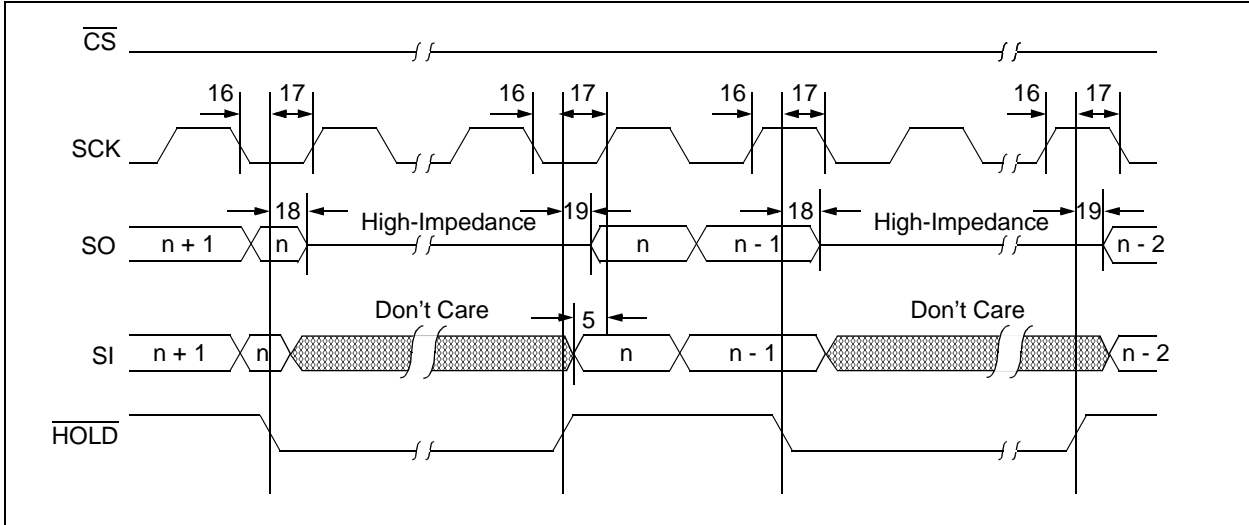 CS
16 17 16 17 16 17 16 17
SCK
18 High-Impedance 19 18 High-Impedance 19
SO n + 1 n n n - 1 n - 2
Don't Care 5 Don't Care
SI n + 1 n n n - 1 n - 2
HOLD